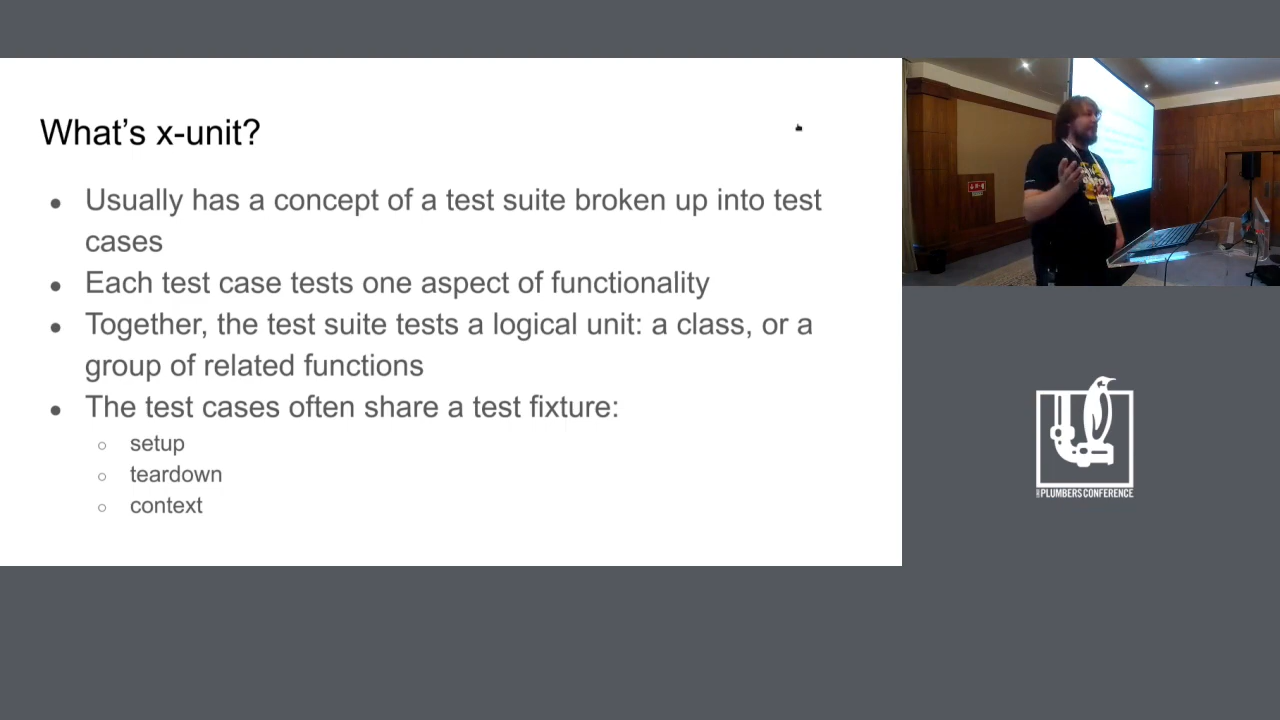 What's x-unit?
Usually has a concept of a test suite broken up into test
cases
Each test case tests one aspect of functionality
Together, the test suite tests a logical unit: a class, or a
group of related functions
The test cases often share a test fixture:
setup
teardown
context
PLUMBERS CONFERENCE